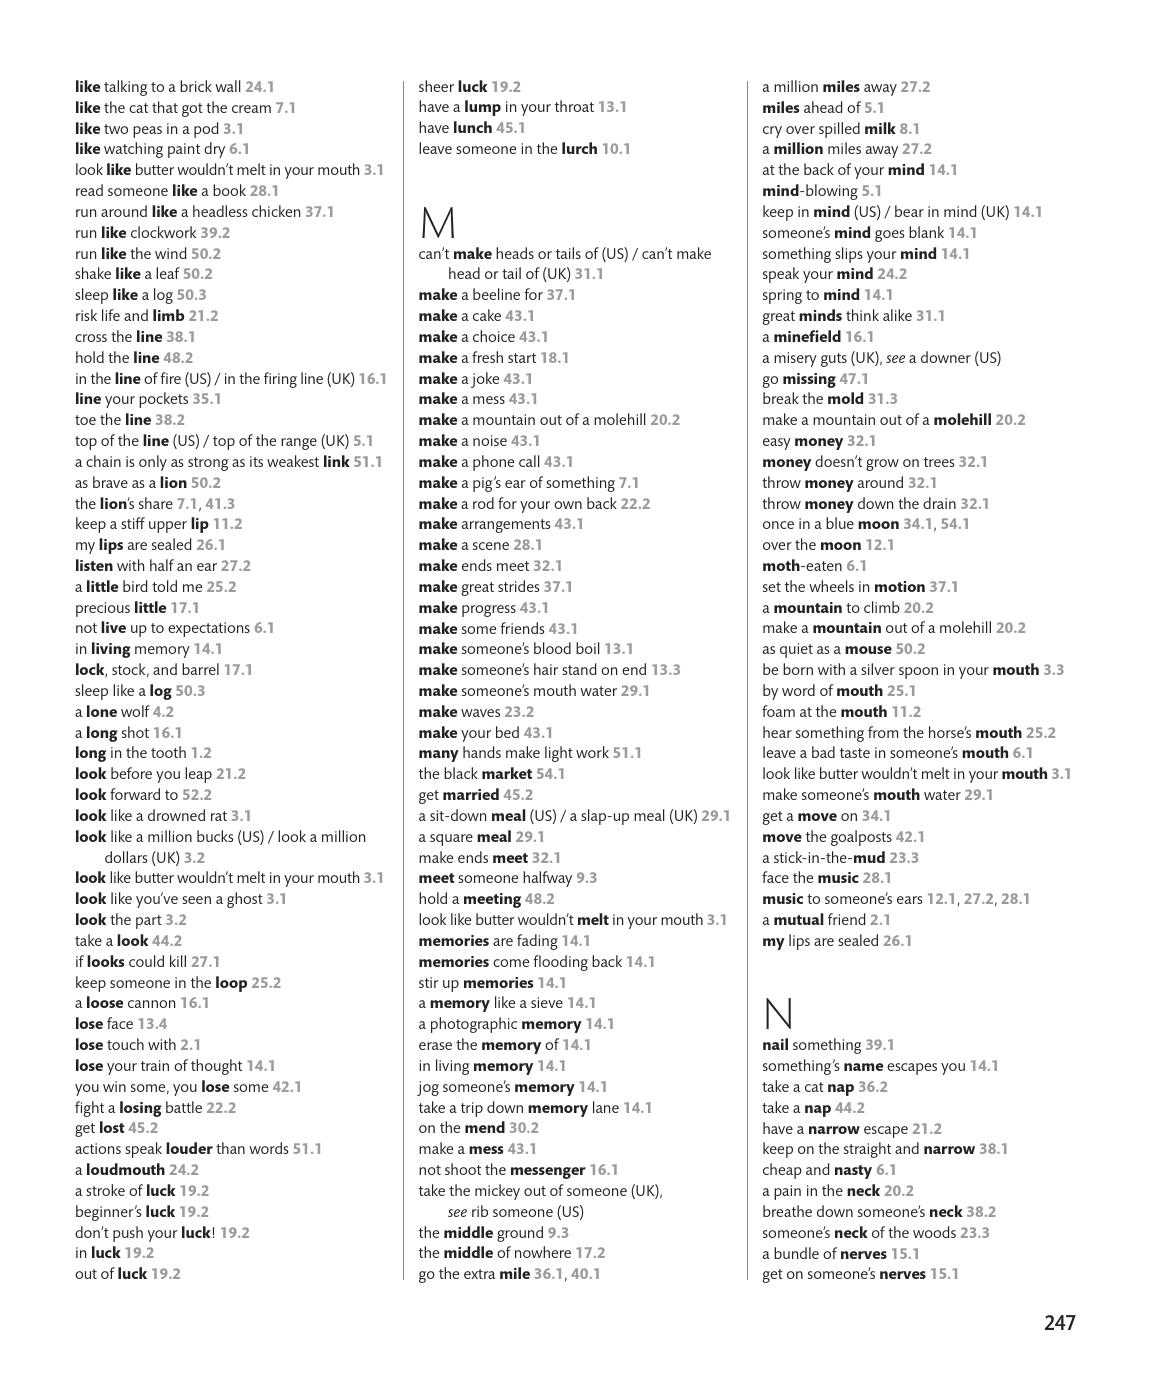 like talking to a brick wall 24.1
like the cat that got the cream 7.1
like two peas in a pod 3.1
like watching paint dry 6.1
look like butter wouldn’t melt in your mouth 3.1
read someone like a book 28.1
run around like a headless chicken 37.1
run like clockwork 39.2
run like the wind 50.2
shake like a leaf 50.2
sleep like a log 50.3
risk life and limb 21.2
cross the line 38.1
hold the line 48.2
in the line of fire (US) / in the firing line (UK) 16.1
line your pockets 35.1
toe the line 38.2
top of the line (US) / top of the range (UK) 5.1
a chain is only as strong as its weakest link 51.1
as brave as a lion 50.2
the lion’s share 7.1, 41.3
keep a stiff upper lip 11.2
my lips are sealed 26.1
listen with half an ear 27.2
a little bird told me 25.2
precious little 17.1
not live up to expectations 6.1
in living memory 14.1
lock, stock, and barrel 17.1
sleep like a log 50.3
a lone wolf 4.2
a long shot 16.1
long in the tooth 1.2
look before you leap 21.2
look forward to 52.2
look like a drowned rat 3.1
look like a million bucks (US) / look a million
dollars (UK) 3.2
look like butter wouldn’t melt in your mouth 3.1
look like you’ve seen a ghost 3.1
look the part 3.2
take a look 44.2
if looks could kill 27.1
keep someone in the loop 25.2
a loose cannon 16.1
lose face 13.4
lose touch with 2.1
lose your train of thought 14.1
you win some, you lose some 42.1
fight a losing battle 22.2
get lost 45.2
actions speak louder than words 51.1
a loudmouth 24.2
a stroke of luck 19.2
beginner’s luck 19.2
don’t push your luck! 19.2
in luck 19.2
out of luck 19.2
sheer luck 19.2
have a lump in your throat 13.1
have lunch 45.1
leave someone in the lurch 10.1
M
can’t make heads or tails of (US) / can’t make
head or tail of (UK) 31.1
make a beeline for 37.1
make a cake 43.1
make a choice 43.1
make a fresh start 18.1
make a joke 43.1
make a mess 43.1
make a mountain out of a molehill 20.2
make a noise 43.1
make a phone call 43.1
make a pig’s ear of something 7.1
make a rod for your own back 22.2
make arrangements 43.1
make a scene 28.1
make ends meet 32.1
make great strides 37.1
make progress 43.1
make some friends 43.1
make someone’s blood boil 13.1
make someone’s hair stand on end 13.3
make someone’s mouth water 29.1
make waves 23.2
make your bed 43.1
many hands make light work 51.1
the black market 54.1
get married 45.2
a sit-down meal (US) / a slap-up meal (UK) 29.1
a square meal 29.1
make ends meet 32.1
meet someone halfway 9.3
hold a meeting 48.2
look like butter wouldn’t melt in your mouth 3.1
memories are fading 14.1
memories come flooding back 14.1
stir up memories 14.1
a memory like a sieve 14.1
a photographic memory 14.1
erase the memory of 14.1
in living memory 14.1
jog someone’s memory 14.1
take a trip down memory lane 14.1
on the mend 30.2
make a mess 43.1
not shoot the messenger 16.1
take the mickey out of someone (UK),
see rib someone (US)
the middle ground 9.3
the middle of nowhere 17.2
go the extra mile 36.1, 40.1
a million miles away 27.2
miles ahead of 5.1
cry over spilled milk 8.1
a million miles away 27.2
at the back of your mind 14.1
mind-blowing 5.1
keep in mind (US) / bear in mind (UK) 14.1
someone’s mind goes blank 14.1
something slips your mind 14.1
speak your mind 24.2
spring to mind 14.1
great minds think alike 31.1
a minefield 16.1
a misery guts (UK), see a downer (US)
go missing 47.1
break the mold 31.3
make a mountain out of a molehill 20.2
easy money 32.1
money doesn’t grow on trees 32.1
throw money around 32.1
throw money down the drain 32.1
once in a blue moon 34.1, 54.1
over the moon 12.1
moth-eaten 6.1
set the wheels in motion 37.1
a mountain to climb 20.2
make a mountain out of a molehill 20.2
as quiet as a mouse 50.2
be born with a silver spoon in your mouth 3.3
by word of mouth 25.1
foam at the mouth 11.2
hear something from the horse’s mouth 25.2
leave a bad taste in someone’s mouth 6.1
look like butter wouldn’t melt in your mouth 3.1
make someone’s mouth water 29.1
get a move on 34.1
move the goalposts 42.1
a stick-in-the-mud 23.3
face the music 28.1
music to someone’s ears 12.1, 27.2, 28.1
a mutual friend 2.1
my lips are sealed 26.1
N
nail something 39.1
something’s name escapes you 14.1
take a cat nap 36.2
take a nap 44.2
have a narrow escape 21.2
keep on the straight and narrow 38.1
cheap and nasty 6.1
a pain in the neck 20.2
breathe down someone’s neck 38.2
someone’s neck of the woods 23.3
a bundle of nerves 15.1
get on someone’s nerves 15.1
247